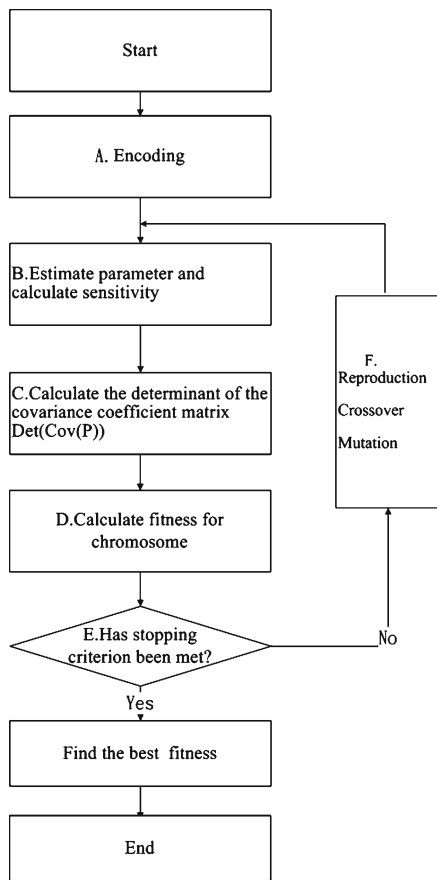 Start
A. Encoding
B.Estimate parameter and
calculate sensitivity
C.Calculate the determinant of the
covariance coefficient matrix
Det(Cov(P))
D.Calculate fitness for
chromosome
E.Has stopping
criterion been met?
No
F.
Reproduction
Crossover
Mutation
Yes
Find the best fitness
End